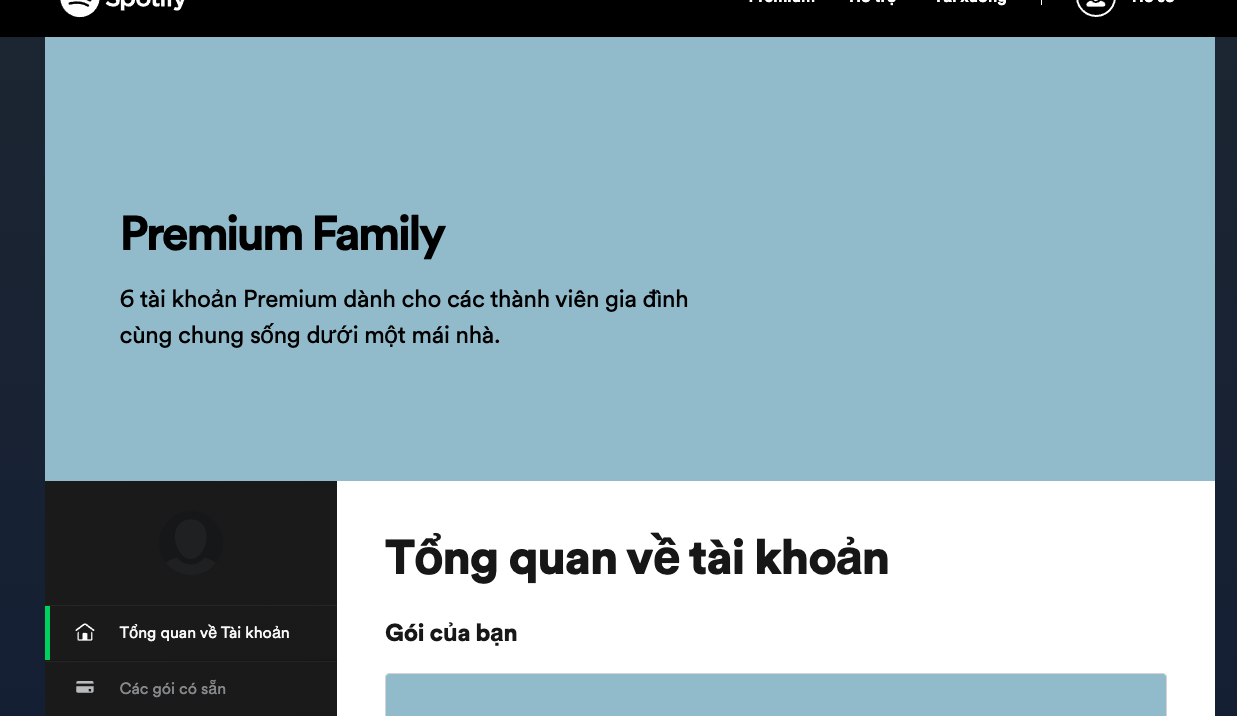 Spotify
Premium Hỗ trợ Tải xuống Hồ sơ
Premium Family
6 tài khoản Premium dành cho các thành viên gia đình
cùng chung sống dưới một mái nhà.
Tổng quan về tài khoản
Gói của bạn
Tổng quan về Tài khoản
Các gói có sẵn